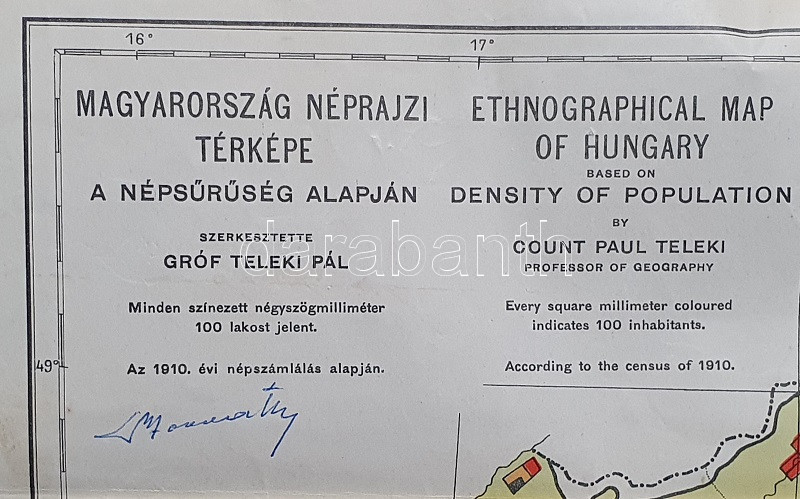 16°
17°
MAGYARORSZÁG NÉPRAJZI
TÉRKÉPE
A NÉPSŰRŰSÉG ALAPJÁN
SZERKESZTETTE
GRÓF TELEKI PÁL
Minden színezett négyszögmilliméter
100 lakost jelent.
Az 1910. évi népszámlálás alapján.
ETHNOGRAPHICAL MAP
OF HUNGARY
BASED ON
DENSITY OF POPULATION
BY
COUNT PAUL TELEKI
PROFESSOR OF GEOGRAPHY
Every square millimeter coloured
indicates 100 inhabitants.
According to the census of 1910.
49°
darabanth